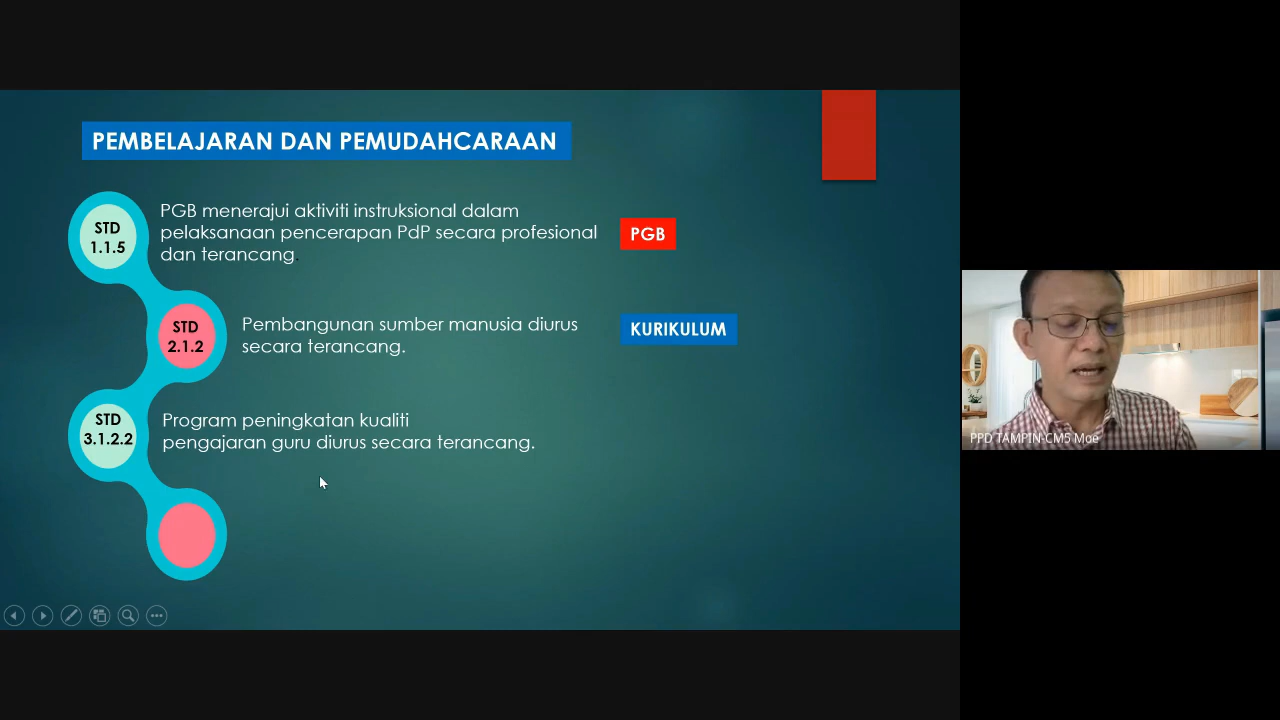 PEMBELAJARAN DAN PEMUDAHCARAAN
STD
1.1.5
PGB menerajui aktiviti instruksional dalam
pelaksanaan pencerapan PdP secara profesional
dan terancang.
PGB
STD
2.1.2
Pembangunan sumber manusia diurus
secara terancang.
KURIKULUM
STD
3.1.2.2
Program peningkatan kualiti
pengajaran guru diurus secara terancang.
PPD TAMPIN-CM5 Moe